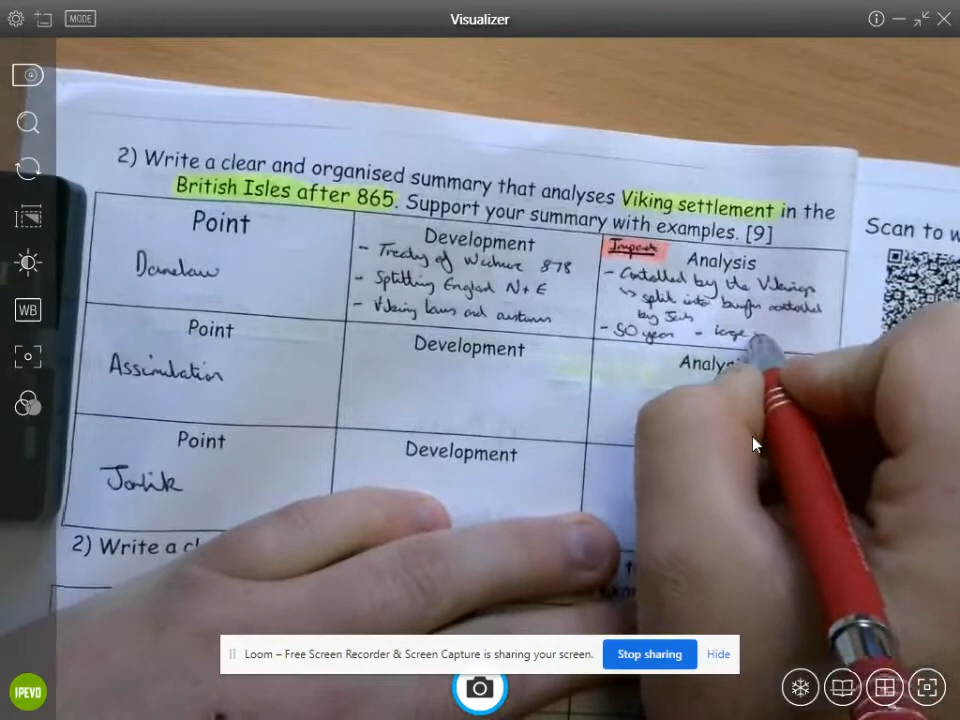 MODE
Visualizer
2) Write a clear and organised summary that analyses Viking settlement in the
British Isles after 865. Support your summary with examples. [9]
Scan to w
Point
Danelaw
Development
- Treaty of Wedmore 878
- Splitting England N + E
- Viking laws and customs
Impact
Analysis
- Controlled by the Vikings
↳ split into burghs controlled
by Jarls
- 50 years -
Point
Assimilation
Development
Analysi
Point
Jorvik
Development
2) Write a cl
WB
Loom – Free Screen Recorder & Screen Capture is sharing your screen.
Stop sharing
Hide
IPEVO